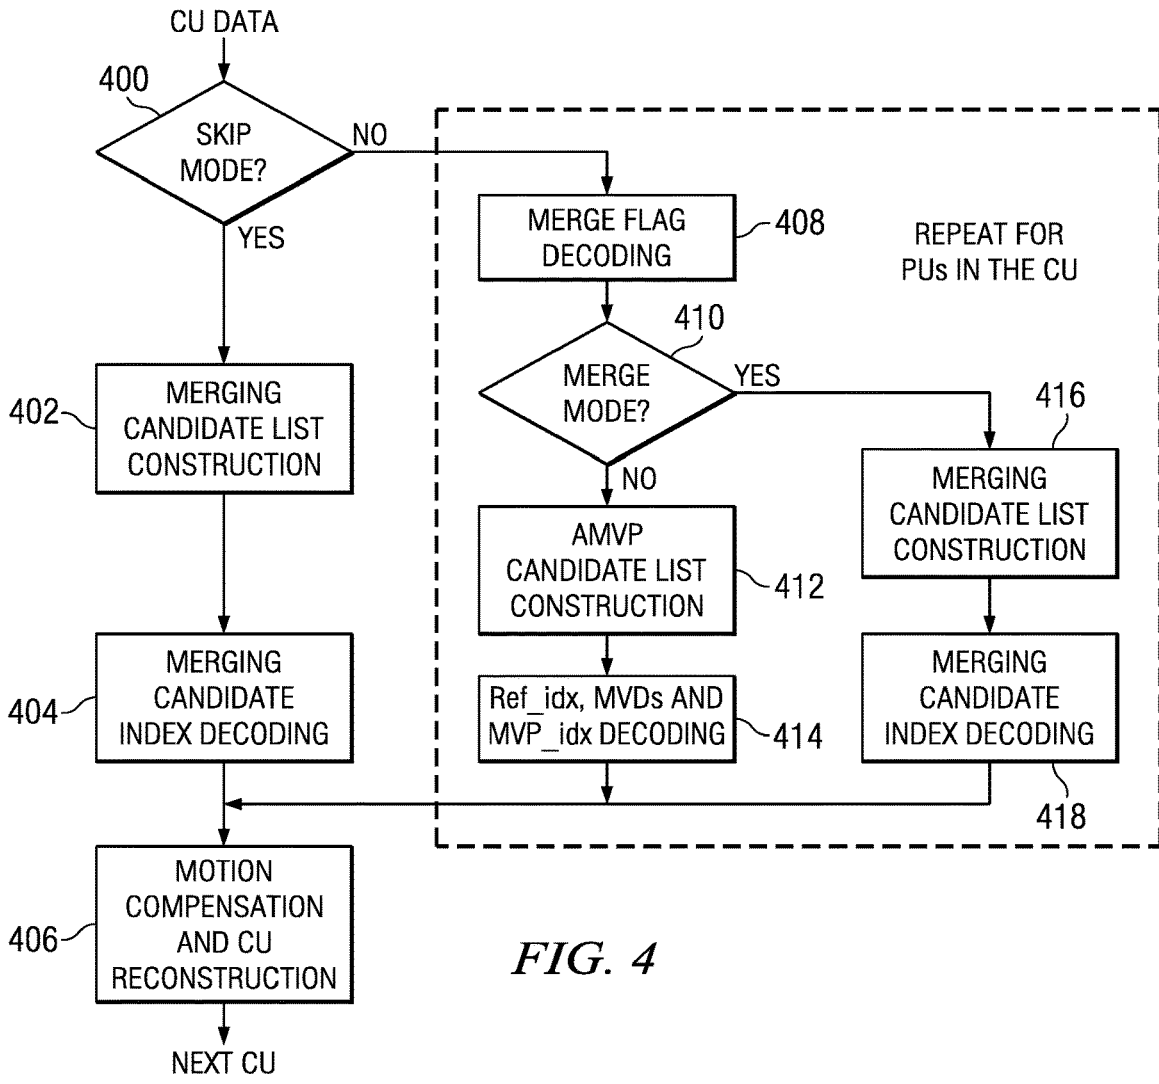 CU DATA
400
SKIP
MODE?
NO
YES
402
MERGING
CANDIDATE LIST
CONSTRUCTION
404
MERGING
CANDIDATE
INDEX DECODING
406
MOTION
COMPENSATION
AND CU
RECONSTRUCTION
NEXT CU
MERGE FLAG
DECODING
408
REPEAT FOR
PUs IN THE CU
410
MERGE
MODE?
YES
NO
AMVP
CANDIDATE LIST
CONSTRUCTION
412
Ref_idx, MVDs AND
MVP_idx DECODING
414
416
MERGING
CANDIDATE LIST
CONSTRUCTION
MERGING
CANDIDATE
INDEX DECODING
418
FIG. 4